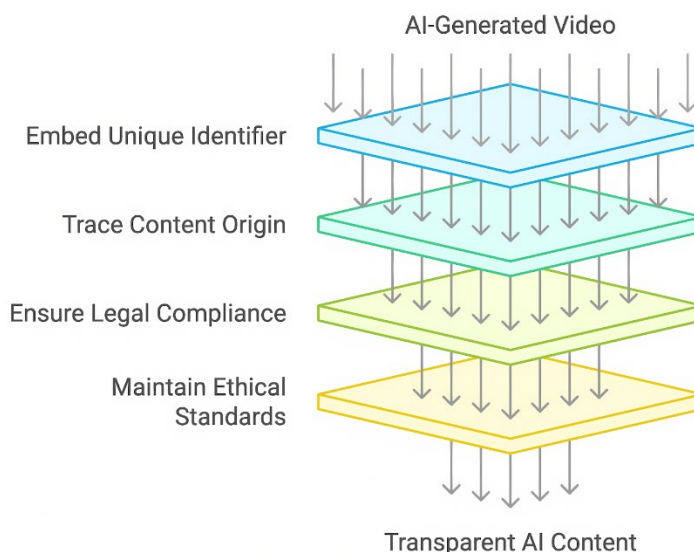 AI-Generated Video
Embed Unique Identifier
Trace Content Origin
Ensure Legal Compliance
Maintain Ethical
Standards
Transparent AI Content